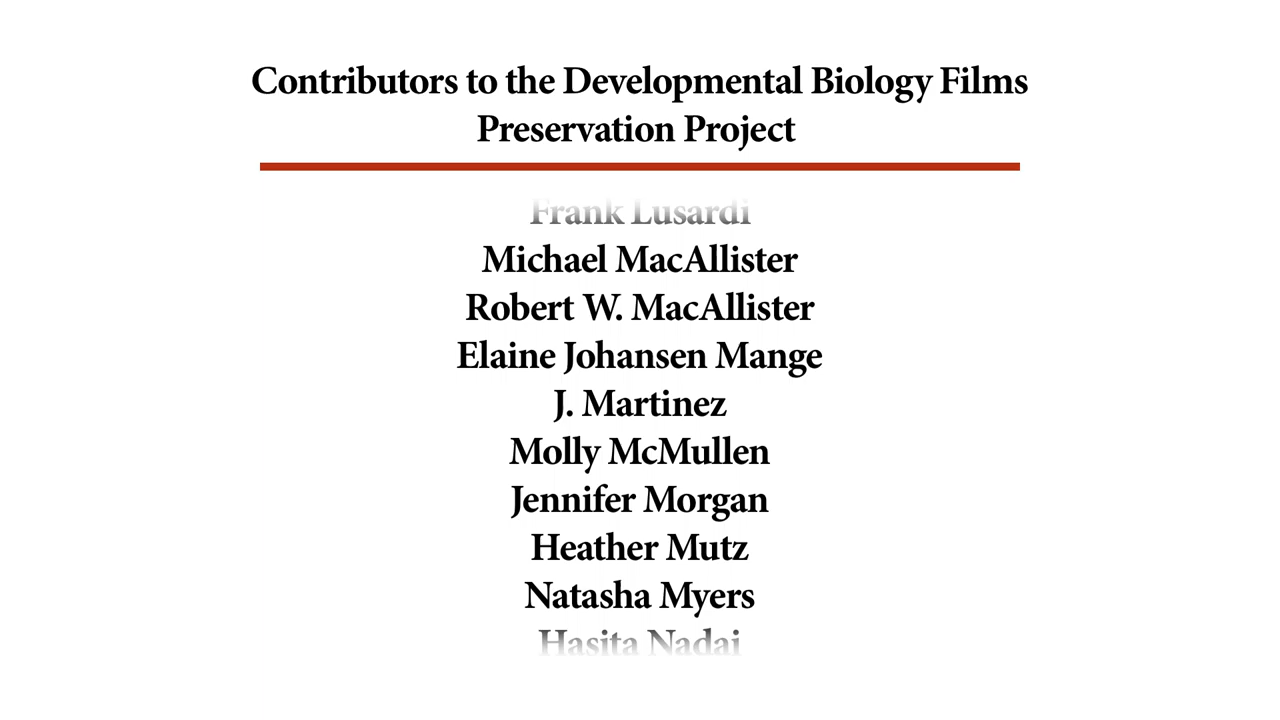 Contributors to the Developmental Biology Films
Preservation Project
Frank Lusardi
Michael MacAllister
Robert W. MacAllister
Elaine Johansen Mange
J. Martinez
Molly McMullen
Jennifer Morgan
Heather Mutz
Natasha Myers
Hasita Nadai